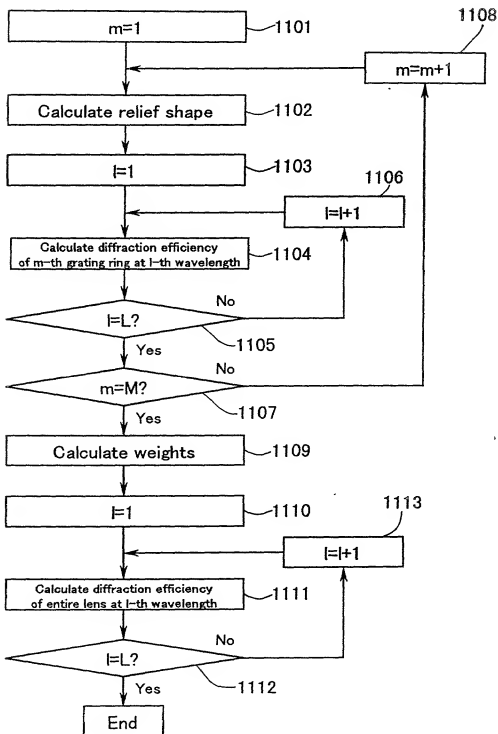 m=1
1101
1108
m=m+1
Calculate relief shape
1102
l=1
1103
1106
l=l+1
Calculate diffraction efficiency
of m-th grating ring at l-th wavelength
1104
No
l=L?
1105
Yes
No
m=M?
1107
Yes
Calculate weights
1109
l=1
1110
1113
l=l+1
Calculate diffraction efficiency
of entire lens at l-th wavelength
1111
No
l=L?
1112
Yes
End